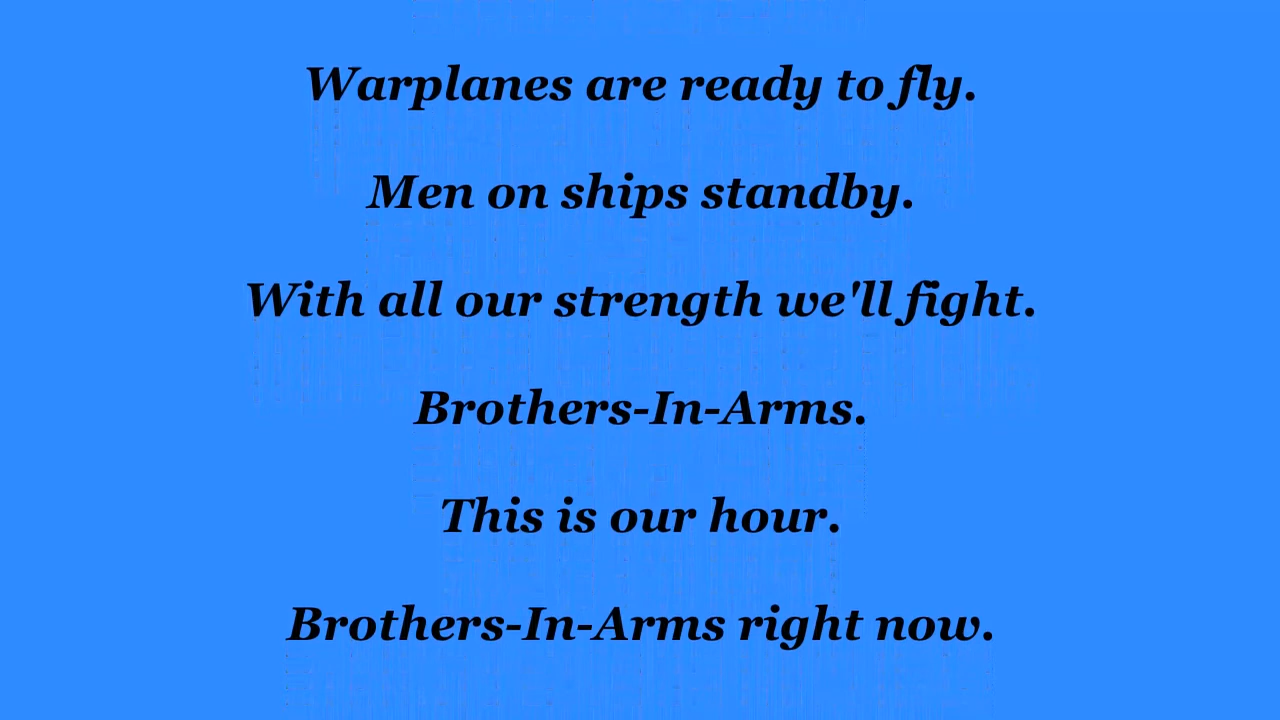 Warplanes are ready to fly.
Men on ships standby.
With all our strength we'll fight.
Brothers-In-Arms.
This is our hour.
Brothers-In-Arms right now.